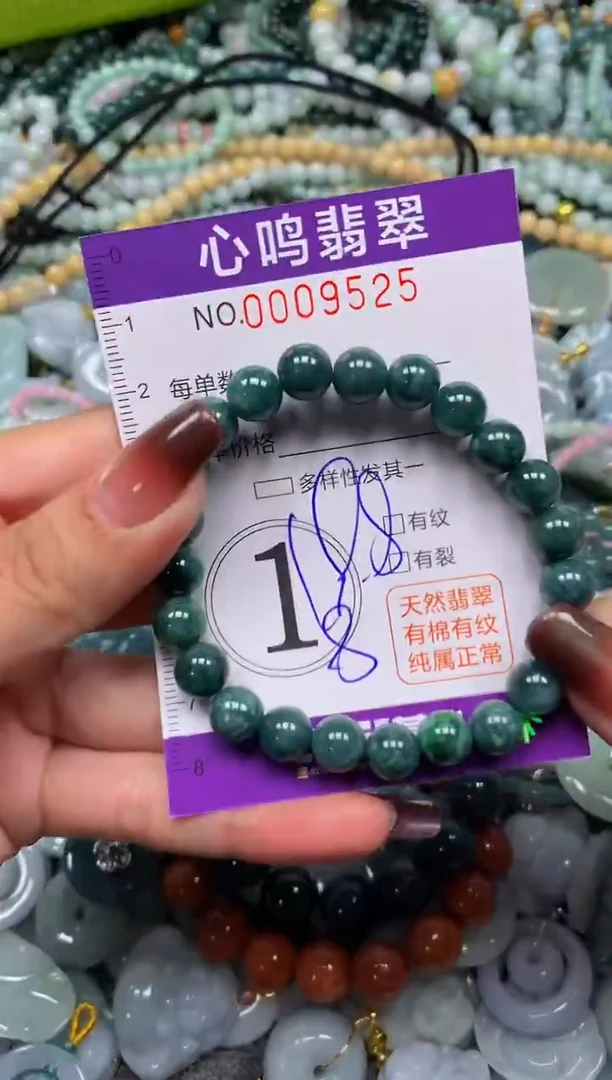 心鸣翡翠
NO.0009525
0
1
2
每单数
价格
多样性发其一
有纹
有裂
1
天然翡翠
有棉有纹
纯属正常
8